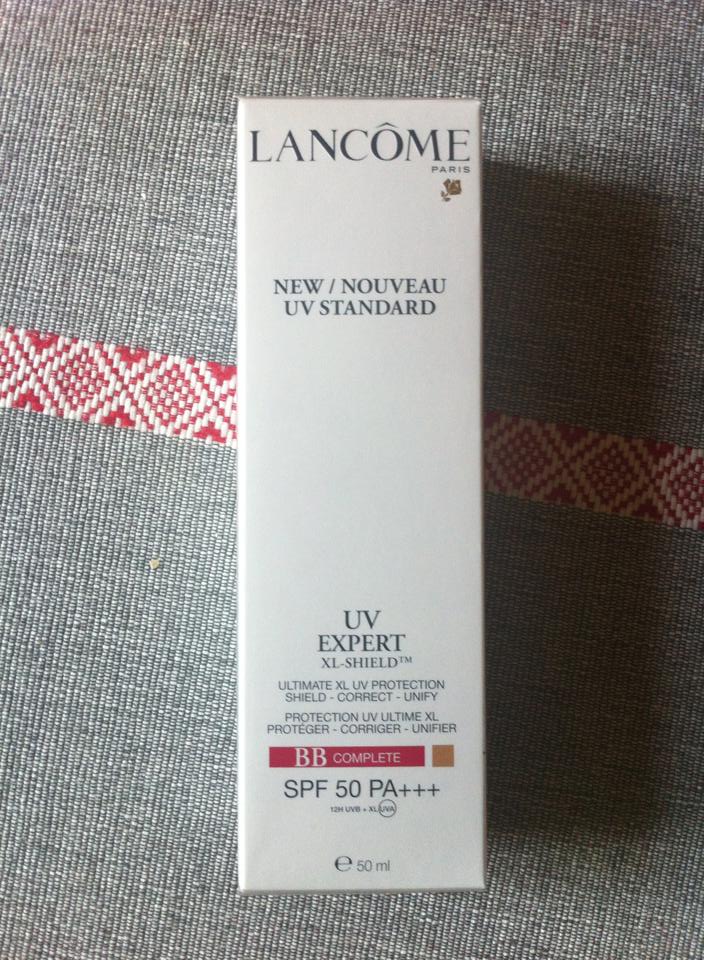 LANCÔME
PARIS
NEW / NOUVEAU
UV STANDARD
UV
EXPERT
XL-SHIELD™
ULTIMATE XL UV PROTECTION
SHIELD - CORRECT - UNIFY
PROTECTION UV ULTIME XL
PROTÉGER - CORRIGER - UNIFIER
BB COMPLETE
SPF 50 PA+++
12H UVB + XL UVA
℮ 50 ml